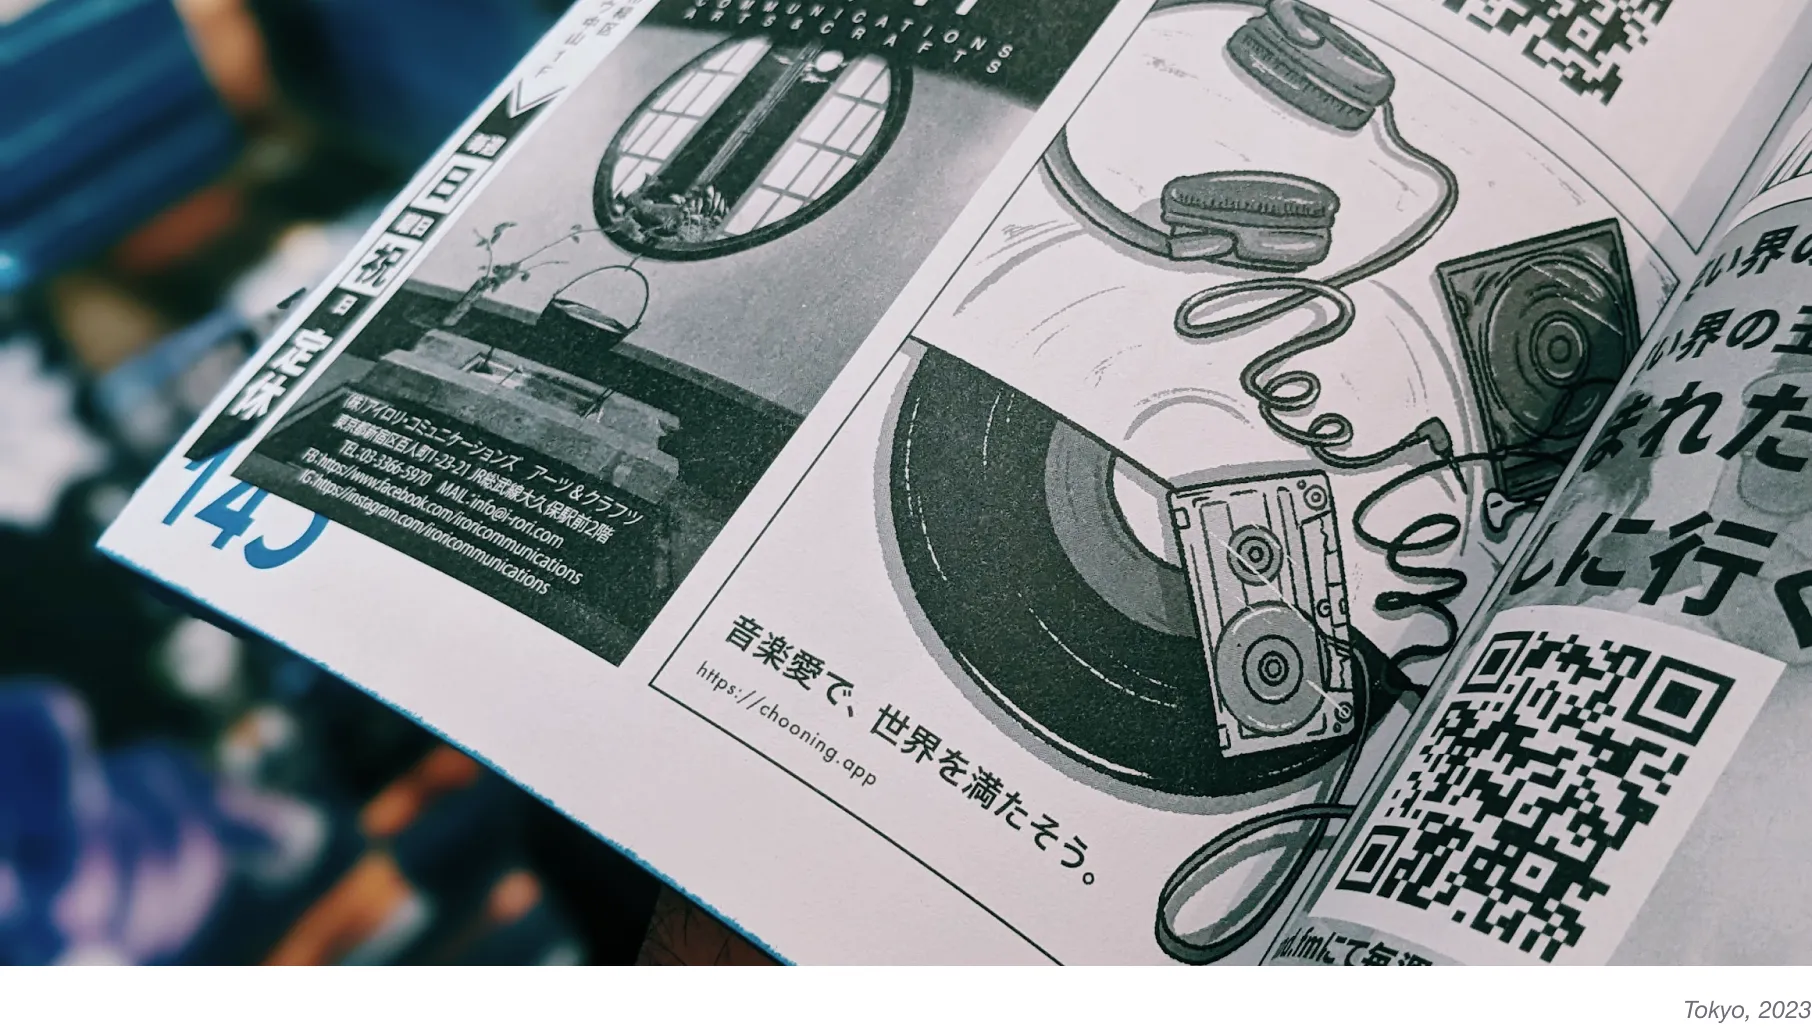 COMMUNICATIONS
ARTS&CRAFTS
日
祝
日
定休
(株)アイロリ・コミュニケーションズ アーツ&クラフツ
東京都新宿区百人町1-23-21 JR総武線大久保駅前2階
TEL:03-3366-5970 MAIL:info@i-rori.com
FB:https://www.facebook.com/iroricommunications
IG:https://instagram.com/iroricommunications
145
音楽愛で、世界を満たそう。
https://chooning.app
い界の
い界の
まれた
に行く
.fmにて毎週
Tokyo, 2023